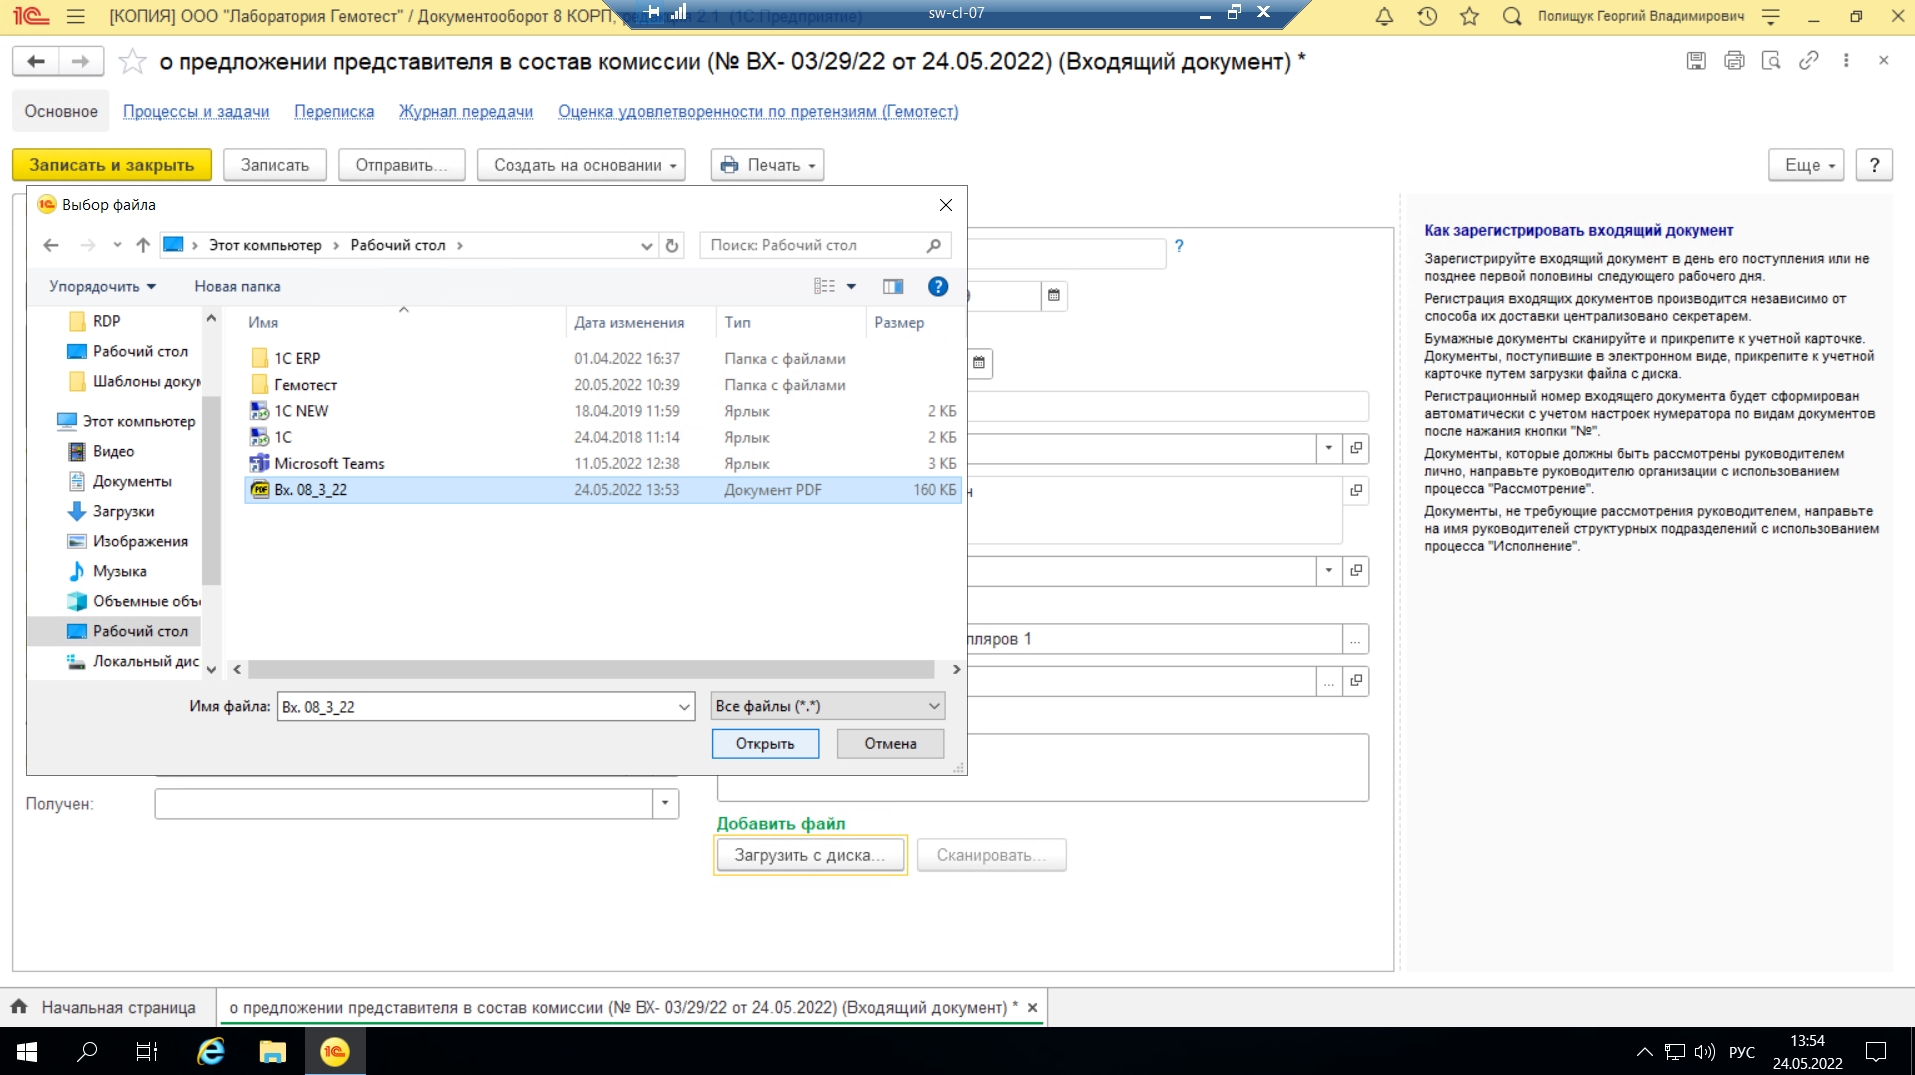 [КОПИЯ] ООО "Лаборатория Гемотест" / Документооборот 8 КОРП, редакция 2.1 (1С:Предприятие)
sw-cl-07
Полищук Георгий Владимирович
о предложении представителя в состав комиссии (№ ВХ- 03/29/22 от 24.05.2022) (Входящий документ) *
Основное
Процессы и задачи
Переписка
Журнал передачи
Оценка удовлетворенности по претензиям (Гемотест)
Записать и закрыть
Записать
Отправить...
Создать на основании
Печать
Еще
?
Выбор файла
Этот компьютер > Рабочий стол >
Поиск: Рабочий стол
?
Упорядочить
Новая папка
?
RDP
Рабочий стол
Шаблоны докум
Этот компьютер
Видео
Документы
Загрузки
Изображения
Музыка
Объемные объ
Рабочий стол
Локальный дис
Имя
Дата изменения
Тип
Размер
1С ERP 01.04.2022 16:37 Папка с файлами
Гемотест 20.05.2022 10:39 Папка с файлами
1C NEW 18.04.2019 11:59 Ярлык 2 КБ
1C 24.04.2018 11:14 Ярлык 2 КБ
Microsoft Teams 11.05.2022 12:38 Ярлык 3 КБ
Вх. 08_3_22 24.05.2022 13:53 Документ PDF 160 КБ
н
пляров 1
Имя файла:
Вх. 08_3_22
Все файлы (*.*)
Открыть
Отмена
Получен:
Добавить файл
Загрузить с диска...
Сканировать...
Как зарегистрировать входящий документ
Зарегистрируйте входящий документ в день его поступления или не
позднее первой половины следующего рабочего дня.
Регистрация входящих документов производится независимо от
способа их доставки централизовано секретарем.
Бумажные документы сканируйте и прикрепите к учетной карточке.
Документы, поступившие в электронном виде, прикрепите к учетной
карточке путем загрузки файла с диска.
Регистрационный номер входящего документа будет сформирован
автоматически с учетом настроек нумератора по видам документов
после нажания кнопки "№".
Документы, которые должны быть рассмотрены руководителем
лично, направьте руководителю организации с использованием
процесса "Рассмотрение".
Документы, не требующие рассмотрения руководителем, направьте
на имя руководителей структурных подразделений с использованием
процесса "Исполнение".
Начальная страница
о предложении представителя в состав комиссии (№ ВХ- 03/29/22 от 24.05.2022) (Входящий документ) *
РУС
13:54
24.05.2022